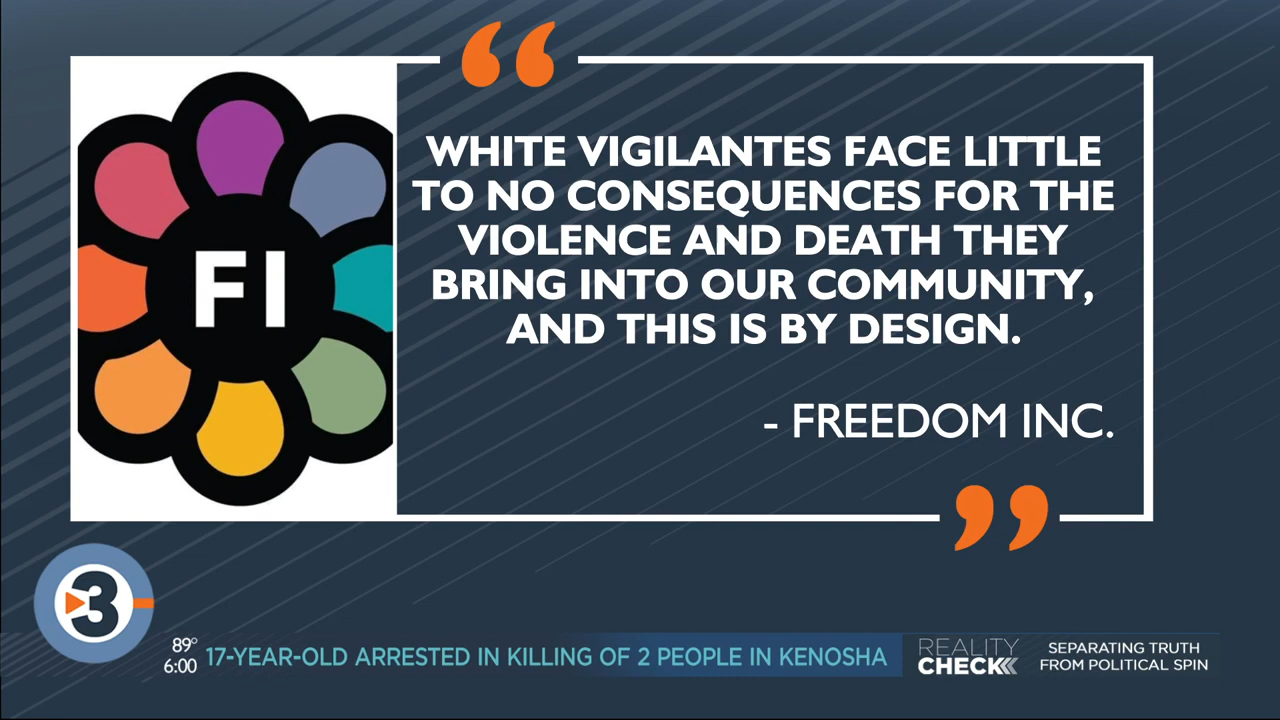 “
FI
WHITE VIGILANTES FACE LITTLE
TO NO CONSEQUENCES FOR THE
VIOLENCE AND DEATH THEY
BRING INTO OUR COMMUNITY,
AND THIS IS BY DESIGN.
- FREEDOM INC.
”
3
89°
6:00
17-YEAR-OLD ARRESTED IN KILLING OF 2 PEOPLE IN KENOSHA
REALITY
CHECK
SEPARATING TRUTH
FROM POLITICAL SPIN